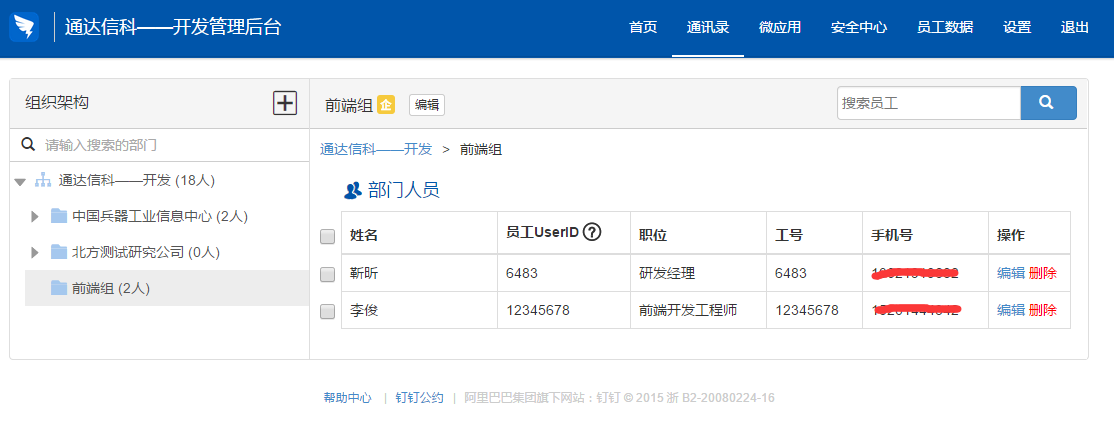 通达信科——开发管理后台
首页 通讯录 微应用 安全中心 员工数据 设置 退出
组织架构
前端组 企 编辑 搜索员工
请输入搜索的部门
通达信科——开发 > 前端组
通达信科——开发 (18人)
部门人员
中国兵器工业信息中心 (2人)
姓名 员工UserID ? 职位 工号 手机号 操作
北方测试研究公司 (0人)
靳昕 6483 研发经理 6483 编辑 删除
前端组 (2人)
李俊 12345678 前端开发工程师 12345678 编辑 删除
帮助中心 | 钉钉公约 | 阿里巴巴集团旗下网站：钉钉 © 2015 浙 B2-20080224-16